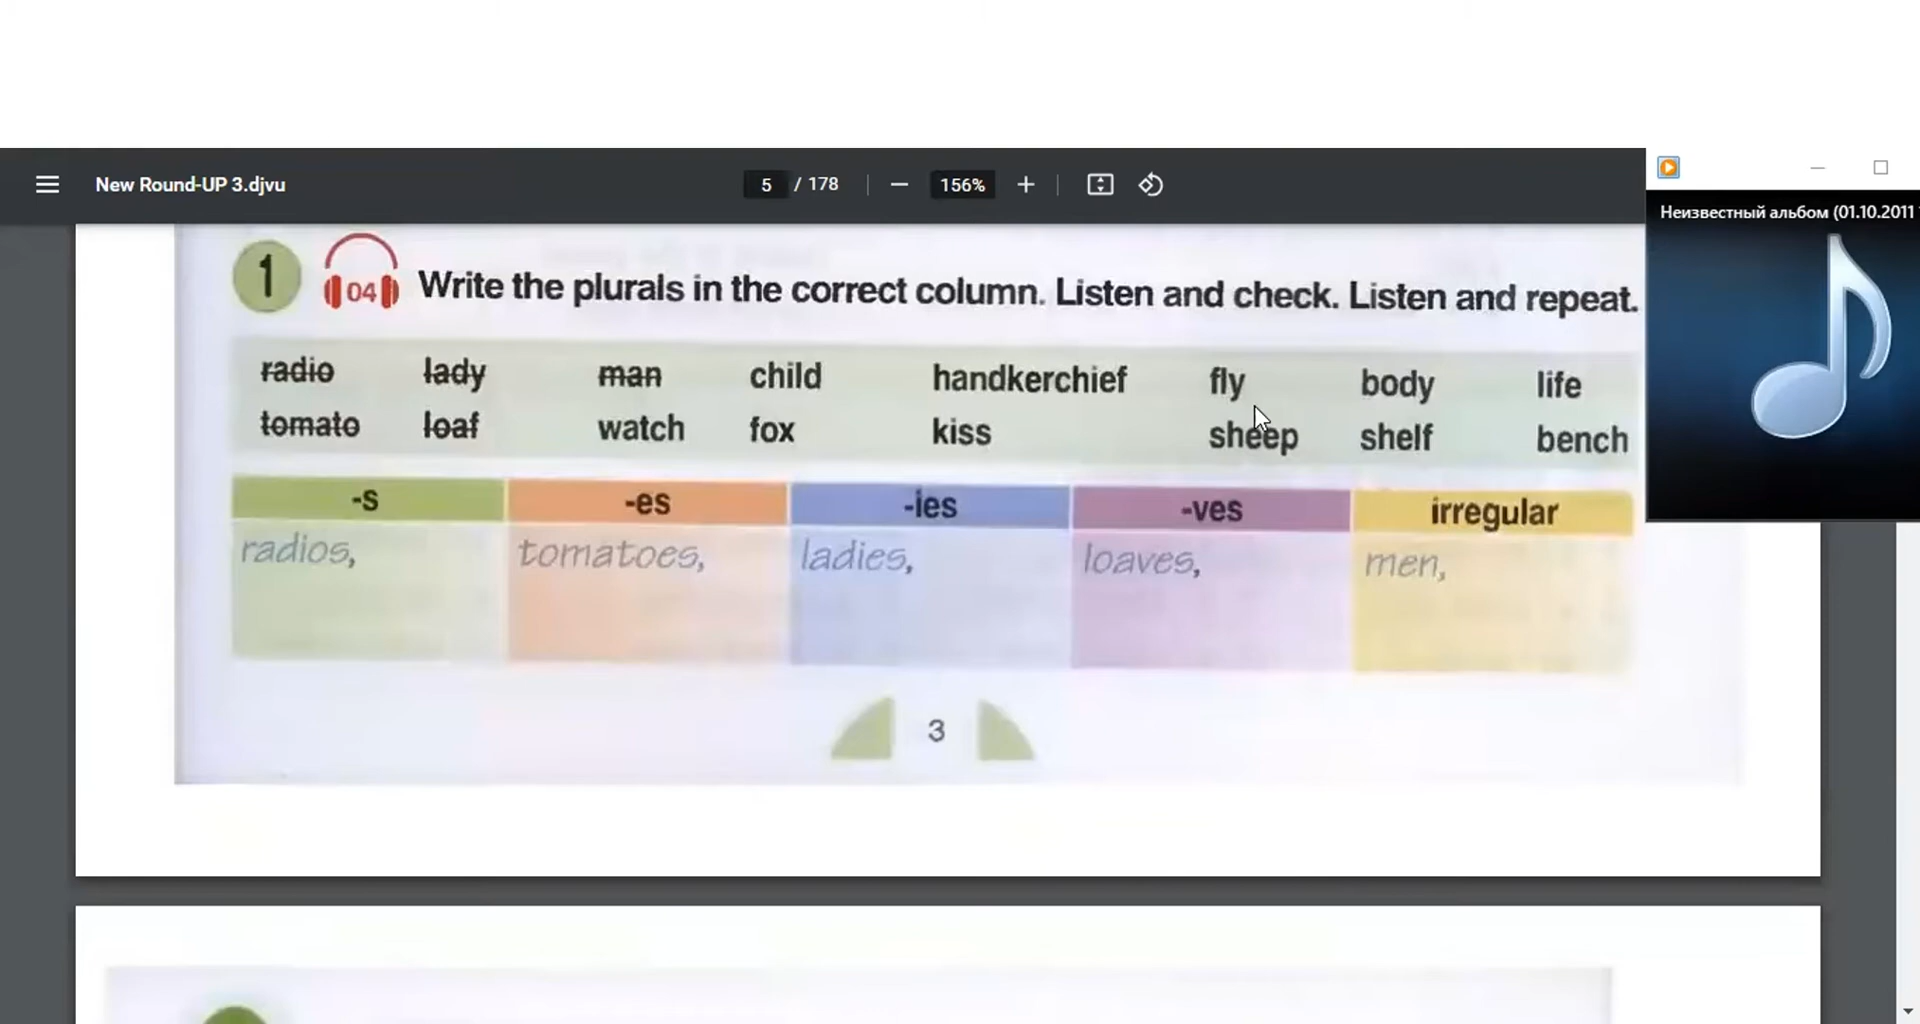 New Round-UP 3.djvu
5 / 178
156%
Неизвестный альбом (01.10.2011
1
04
Write the plurals in the correct column. Listen and check. Listen and repeat.
radio lady man child handkerchief fly body life
tomato loaf watch fox kiss sheep shelf bench
-s -es -ies -ves irregular
radios, tomatoes, ladies, loaves, men,
3